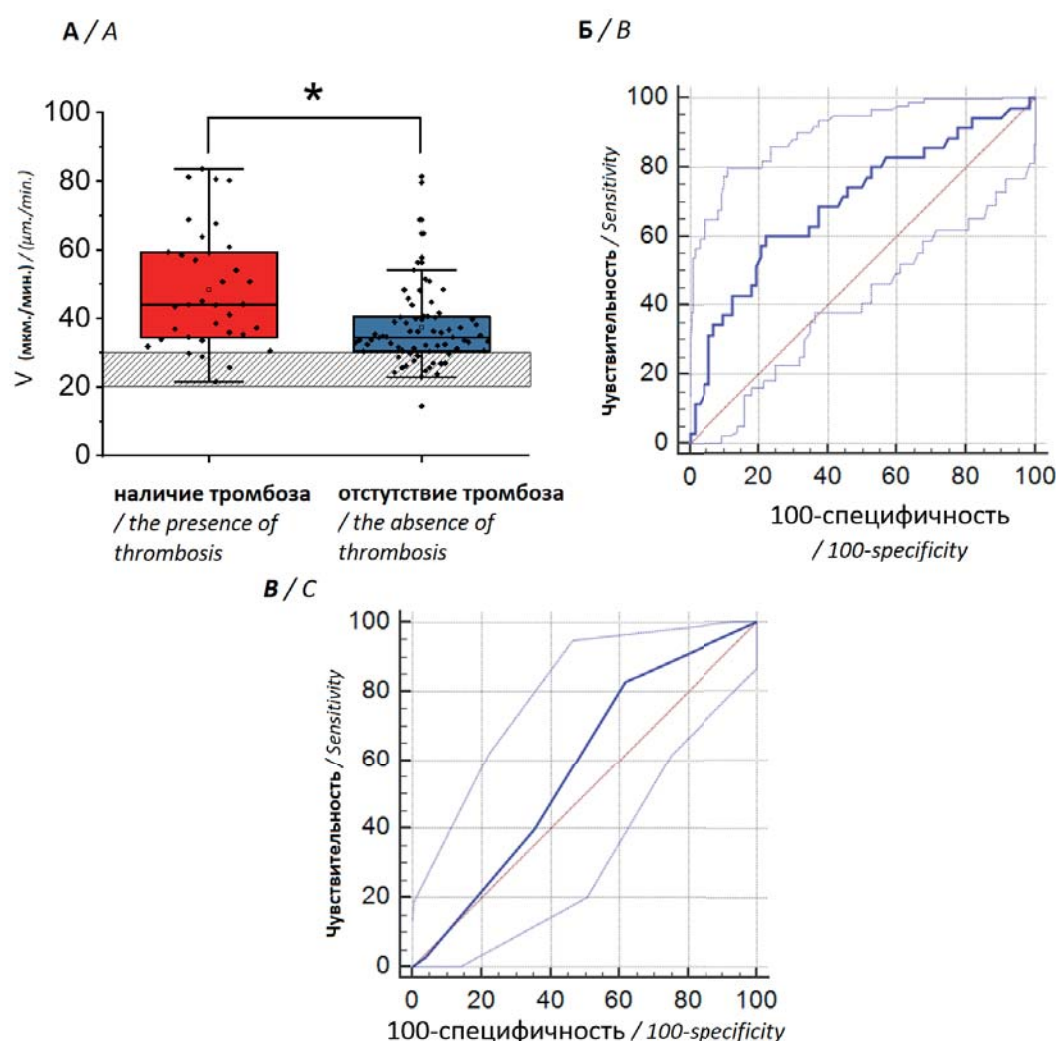 А / A
*
100
80
60
40
20
0
V (мкм./мин.) / (µm./min.)
наличие тромбоза
/ the presence of
thrombosis
отстутствие тромбоза
/ the absence of
thrombosis
Б / B
100
80
60
40
20
0
Чувствительность / Sensitivity
0 20 40 60 80 100
100-специфичность
/ 100-specificity
В / C
100
80
60
40
20
0
Чувствительность / Sensitivity
0 20 40 60 80 100
100-специфичность / 100-specificity